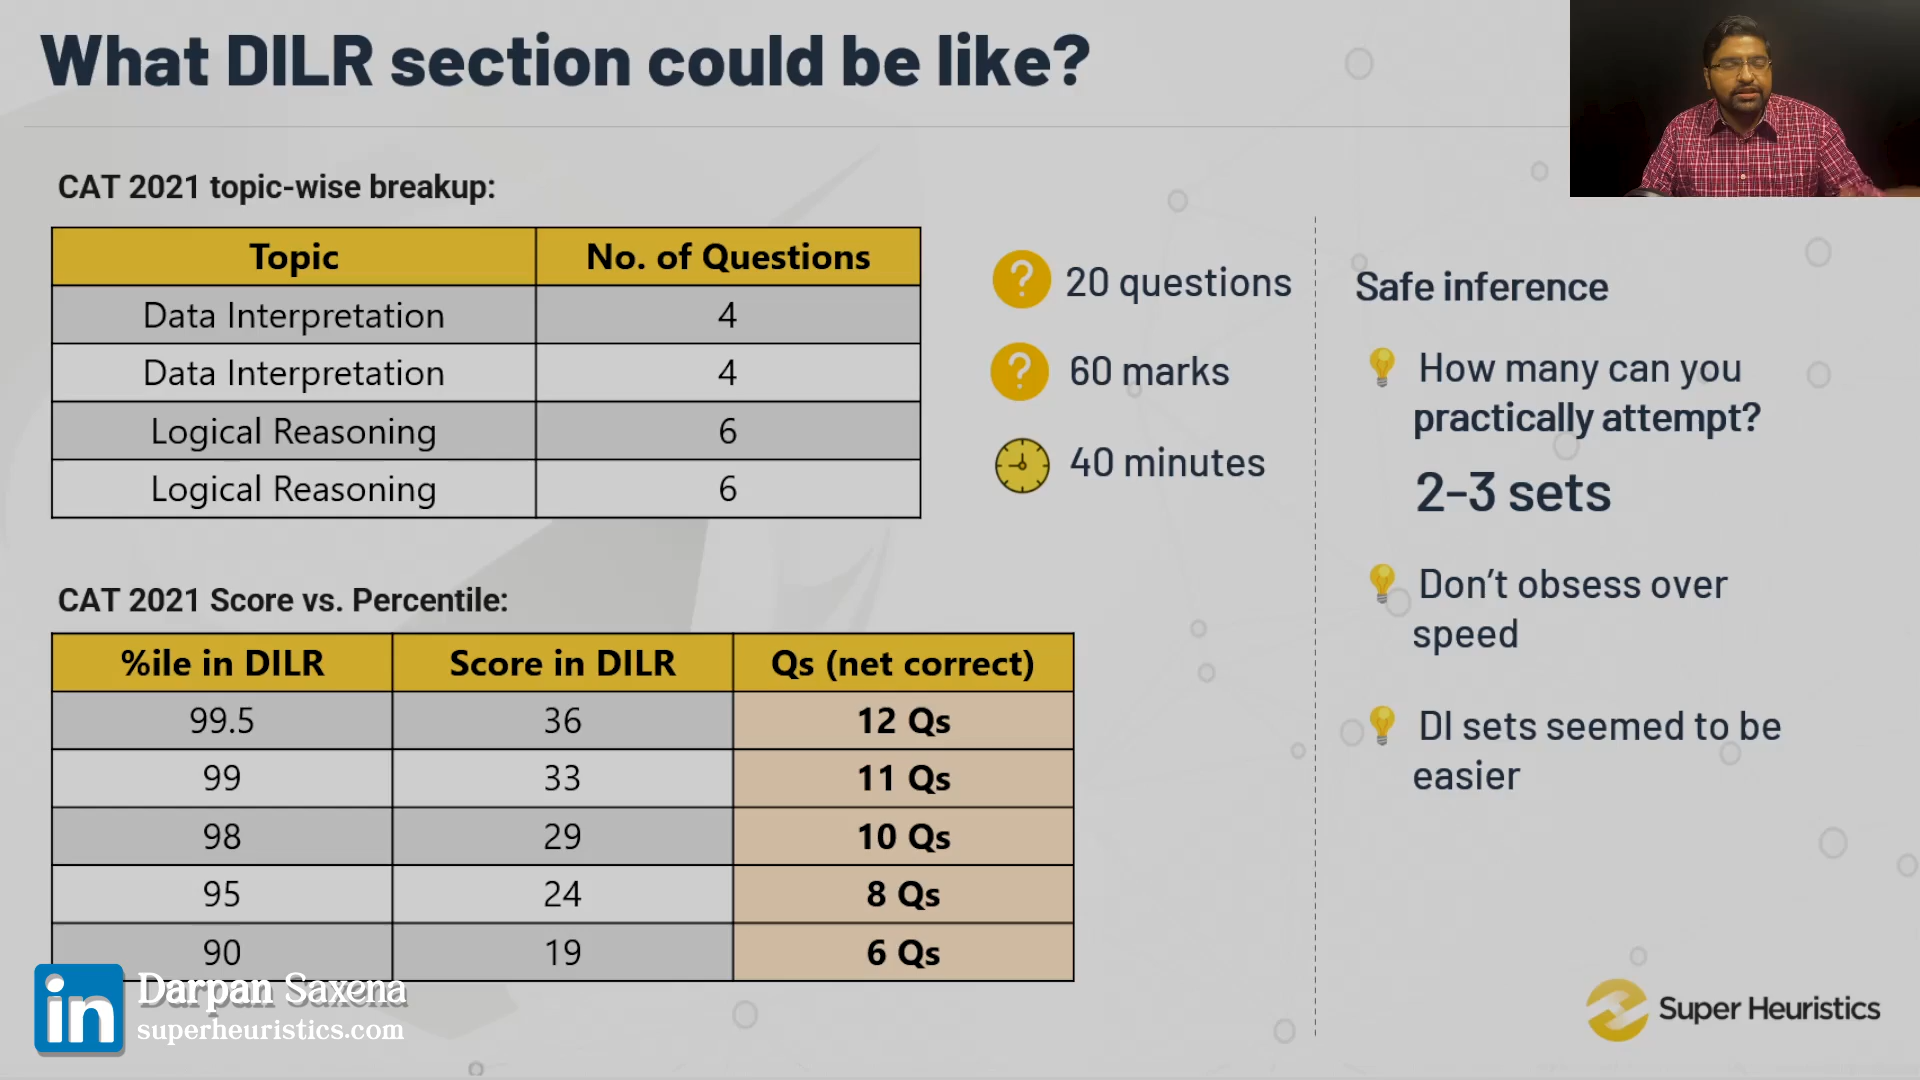 What DILR section could be like?
CAT 2021 topic-wise breakup:
Topic No. of Questions
Data Interpretation 4
Data Interpretation 4
Logical Reasoning 6
Logical Reasoning 6
? 20 questions
? 60 marks
40 minutes
CAT 2021 Score vs. Percentile:
%ile in DILR Score in DILR Qs (net correct)
99.5 36 12 Qs
99 33 11 Qs
98 29 10 Qs
95 24 8 Qs
90 19 6 Qs
Safe inference
How many can you
practically attempt?
2-3 sets
Don't obsess over
speed
DI sets seemed to be
easier
in Darpan Saxena
superheuristics.com
Super Heuristics